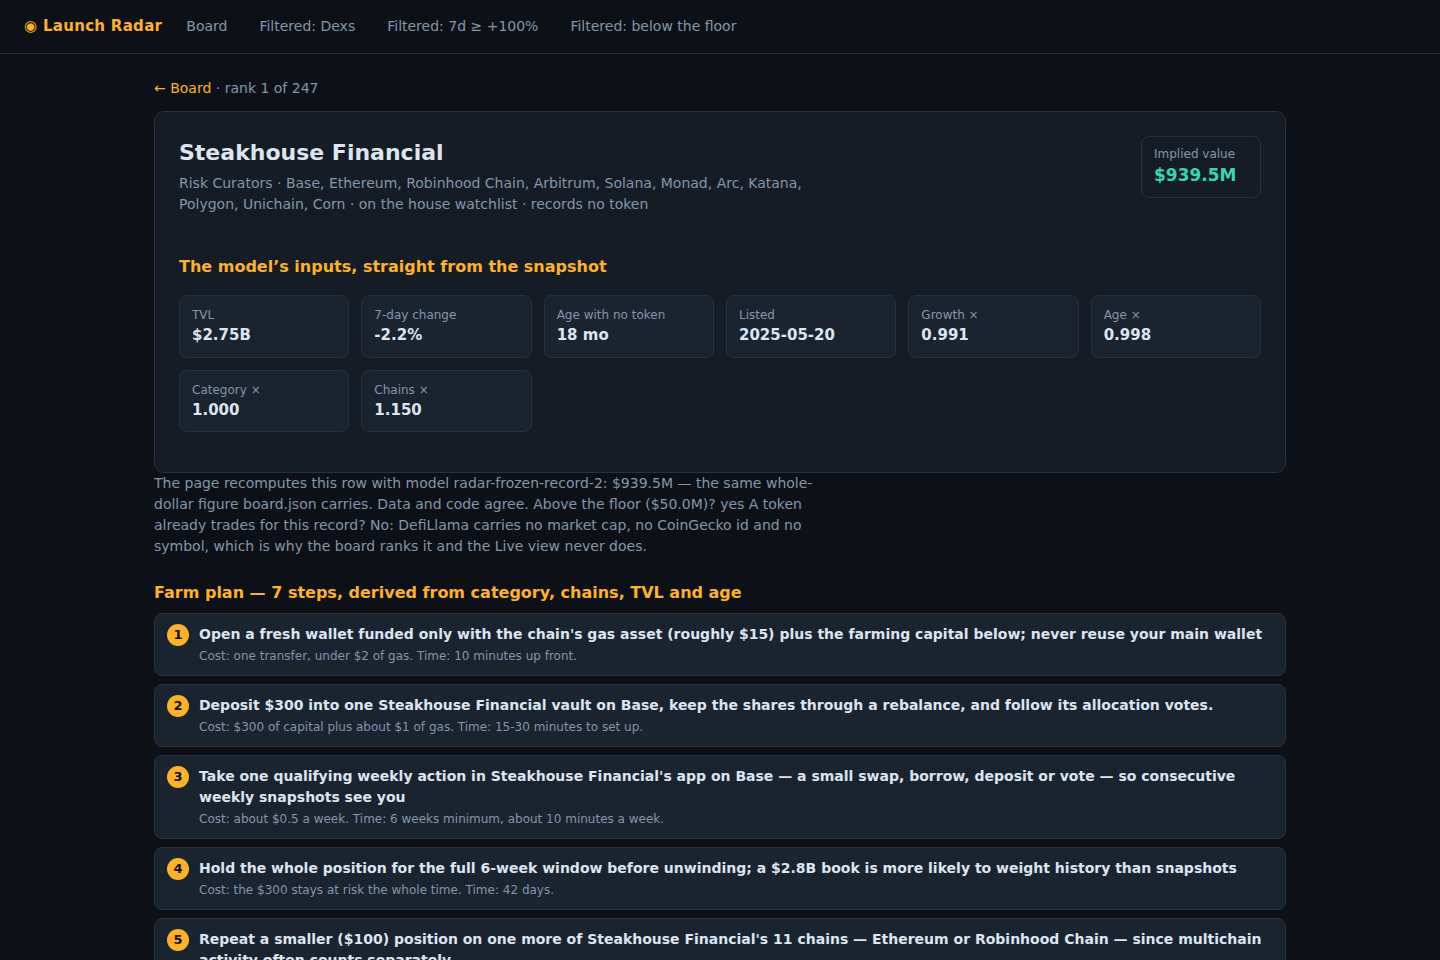 ◉ Launch Radar Board Filtered: Dexs Filtered: 7d ≥ +100% Filtered: below the floor
← Board · rank 1 of 247
Steakhouse Financial
Risk Curators · Base, Ethereum, Robinhood Chain, Arbitrum, Solana, Monad, Arc, Katana,
Polygon, Unichain, Corn · on the house watchlist · records no token
Implied value
$939.5M
The model’s inputs, straight from the snapshot
TVL
$2.75B
7-day change
-2.2%
Age with no token
18 mo
Listed
2025-05-20
Growth ×
0.991
Age ×
0.998
Category ×
1.000
Chains ×
1.150
The page recomputes this row with model radar-frozen-record-2: $939.5M — the same whole-
dollar figure board.json carries. Data and code agree. Above the floor ($50.0M)? yes A token
already trades for this record? No: DefiLlama carries no market cap, no CoinGecko id and no
symbol, which is why the board ranks it and the Live view never does.
Farm plan — 7 steps, derived from category, chains, TVL and age
1 Open a fresh wallet funded only with the chain's gas asset (roughly $15) plus the farming capital below; never reuse your main wallet
Cost: one transfer, under $2 of gas. Time: 10 minutes up front.
2 Deposit $300 into one Steakhouse Financial vault on Base, keep the shares through a rebalance, and follow its allocation votes.
Cost: $300 of capital plus about $1 of gas. Time: 15-30 minutes to set up.
3 Take one qualifying weekly action in Steakhouse Financial's app on Base — a small swap, borrow, deposit or vote — so consecutive
weekly snapshots see you
Cost: about $0.5 a week. Time: 6 weeks minimum, about 10 minutes a week.
4 Hold the whole position for the full 6-week window before unwinding; a $2.8B book is more likely to weight history than snapshots
Cost: the $300 stays at risk the whole time. Time: 42 days.
5 Repeat a smaller ($100) position on one more of Steakhouse Financial's 11 chains — Ethereum or Robinhood Chain — since multichain
activity often counts separately